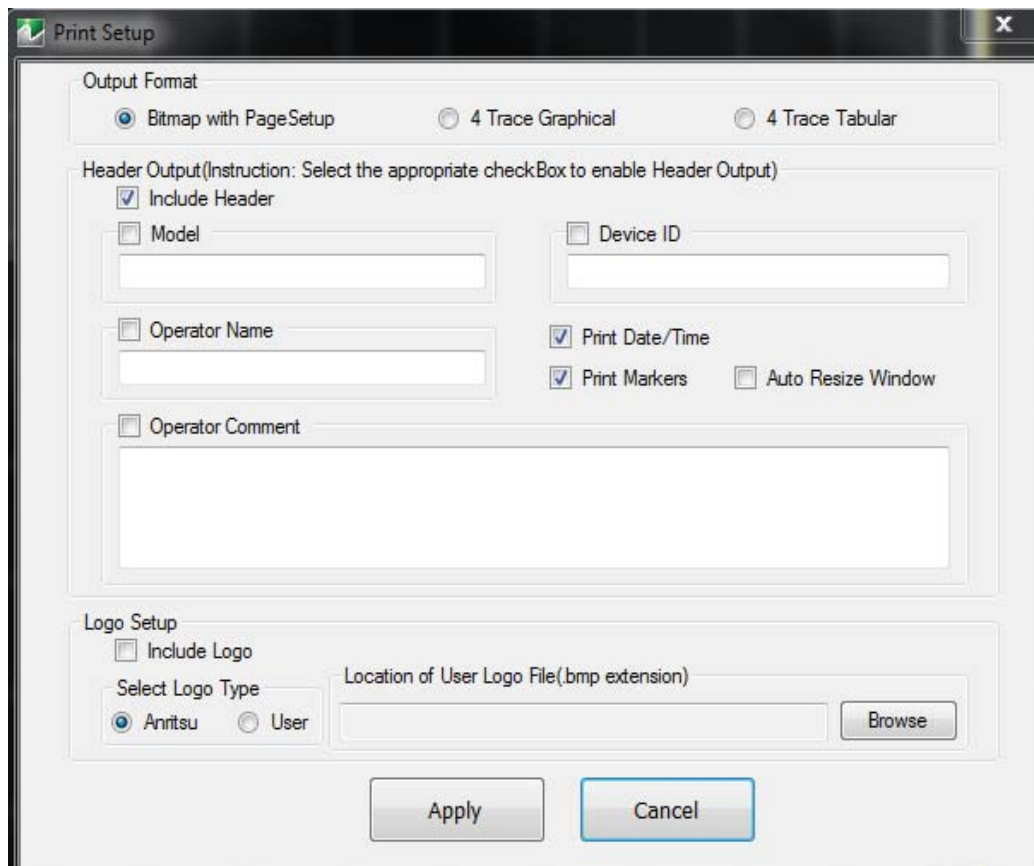 Print Setup
x
Output Format
Bitmap with PageSetup
4 Trace Graphical
4 Trace Tabular
Header Output(Instruction: Select the appropriate checkBox to enable Header Output)
Include Header
Model
Device ID
Operator Name
Print Date/Time
Print Markers
Auto Resize Window
Operator Comment
Logo Setup
Include Logo
Select Logo Type
Location of User Logo File(.bmp extension)
Anritsu
User
Browse
Apply
Cancel